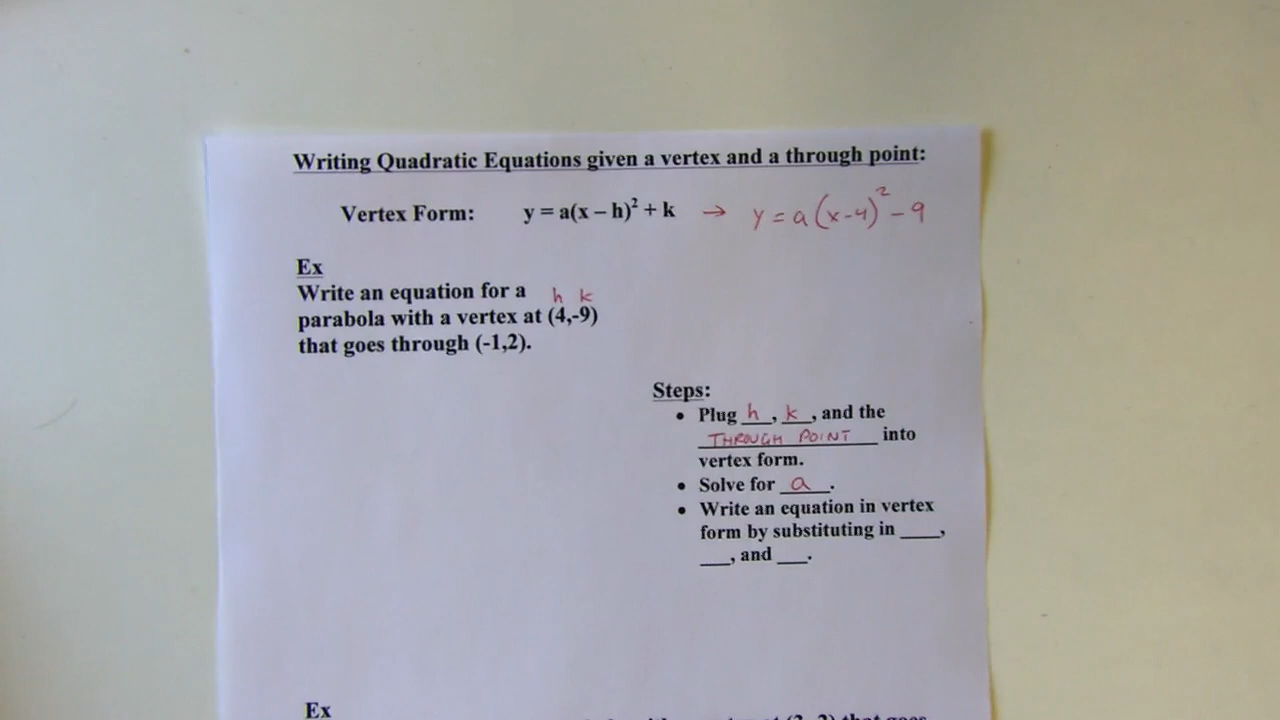 Writing Quadratic Equations given a vertex and a through point:
Vertex Form: y = a(x – h)² + k → y = a(x-4)² - 9
Ex
Write an equation for a
h k
parabola with a vertex at (4,-9)
that goes through (-1,2).
Steps:
• Plug h, k, and the
THROUGH POINT into
vertex form.
• Solve for a.
• Write an equation in vertex
form by substituting in ____,
___, and ___.
Ex
that goes